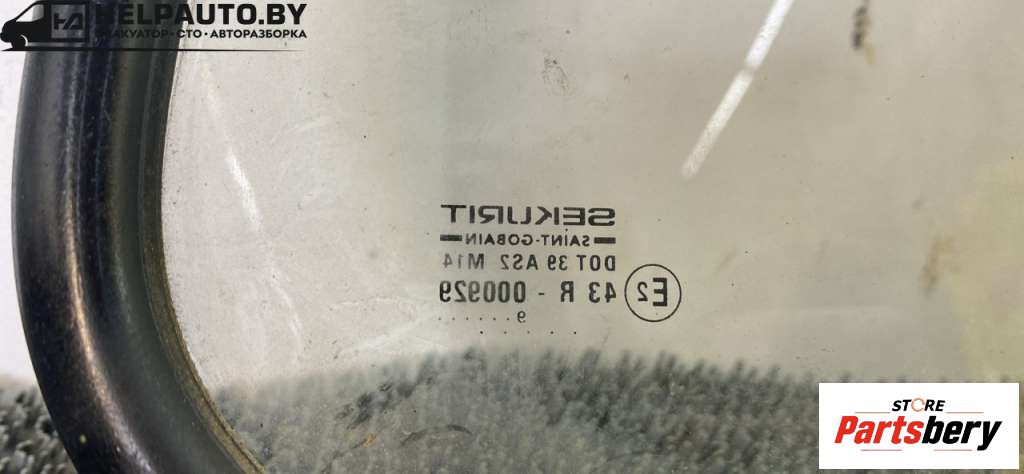 HELPAUTO.BY
ЭВАКУАТОР • СТО • АВТОРАЗБОРКА
SEKURIT
SAINT-GOBAIN
DOT 39 AS2 M14
E2 43 R - 000929
9
STORE
Partsbery